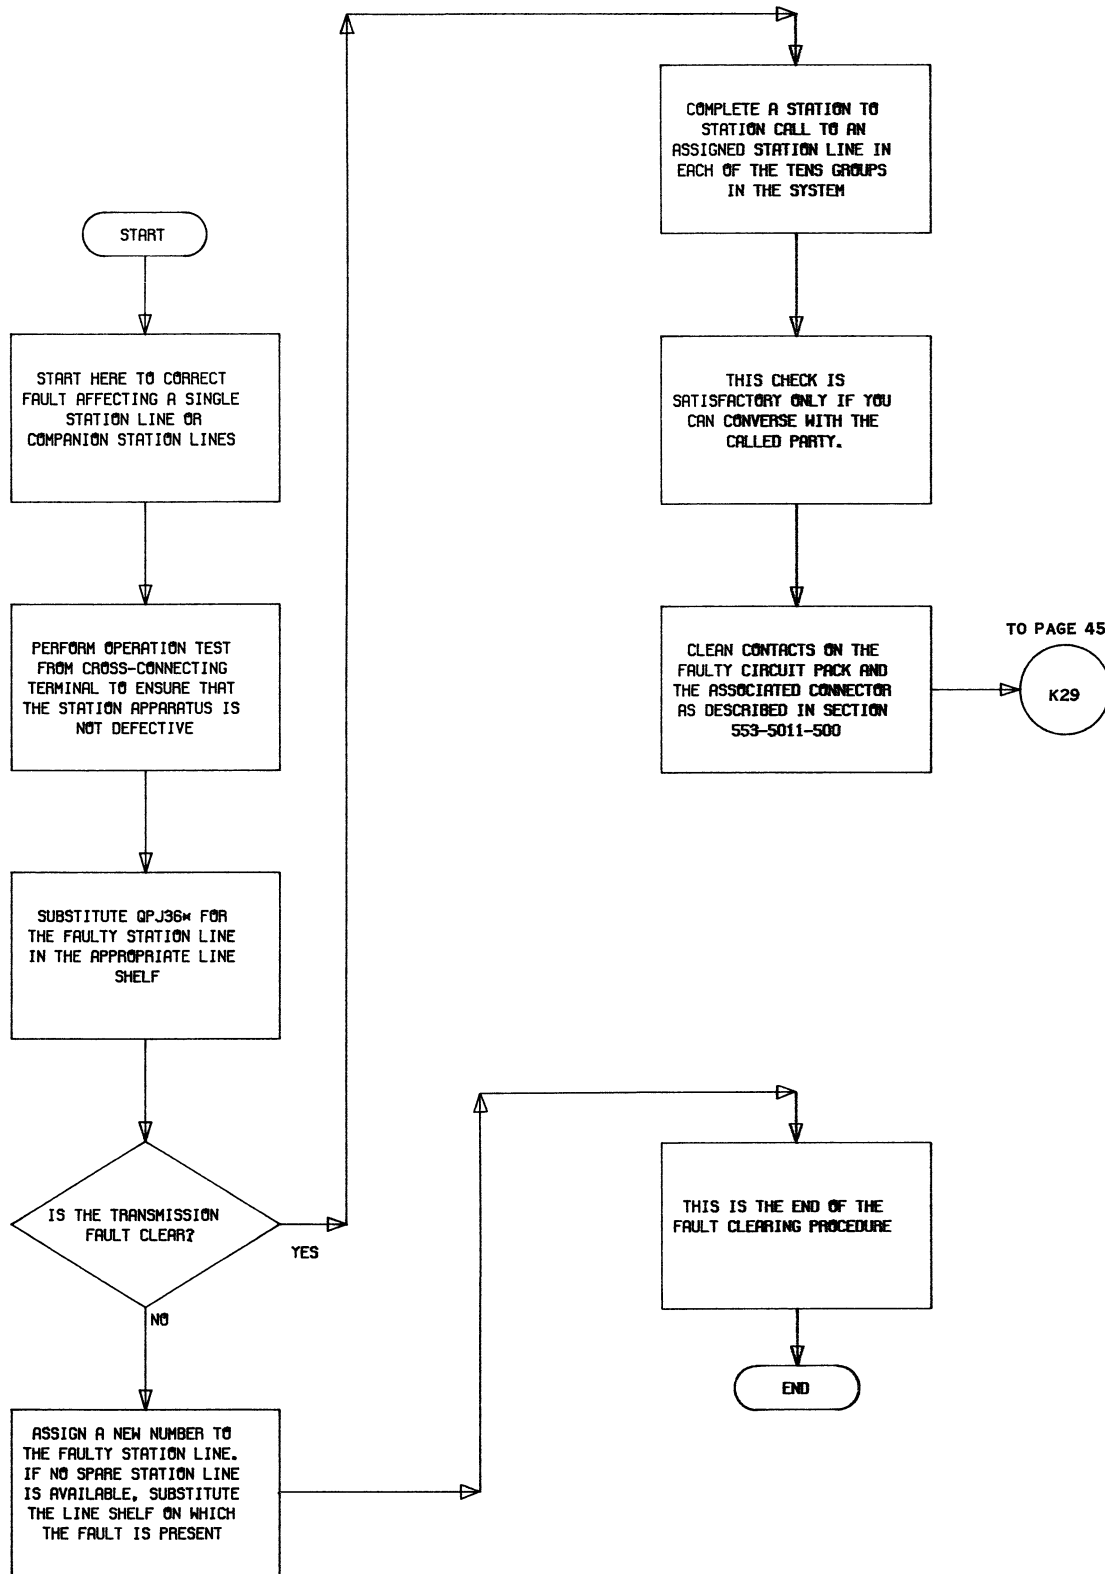 START
START HERE TO CORRECT
FAULT AFFECTING A SINGLE
STATION LINE OR
COMPANION STATION LINES
PERFORM OPERATION TEST
FROM CROSS-CONNECTING
TERMINAL TO ENSURE THAT
THE STATION APPARATUS IS
NOT DEFECTIVE
SUBSTITUTE QPJ36* FOR
THE FAULTY STATION LINE
IN THE APPROPRIATE LINE
SHELF
IS THE TRANSMISSION
FAULT CLEAR?
YES
NO
ASSIGN A NEW NUMBER TO
THE FAULTY STATION LINE.
IF NO SPARE STATION LINE
IS AVAILABLE, SUBSTITUTE
THE LINE SHELF ON WHICH
THE FAULT IS PRESENT
COMPLETE A STATION TO
STATION CALL TO AN
ASSIGNED STATION LINE IN
EACH OF THE TENS GROUPS
IN THE SYSTEM
THIS CHECK IS
SATISFACTORY ONLY IF YOU
CAN CONVERSE WITH THE
CALLED PARTY.
CLEAN CONTACTS ON THE
FAULTY CIRCUIT PACK AND
THE ASSOCIATED CONNECTOR
AS DESCRIBED IN SECTION
553-5011-500
TO PAGE 45
K29
THIS IS THE END OF THE
FAULT CLEARING PROCEDURE
END